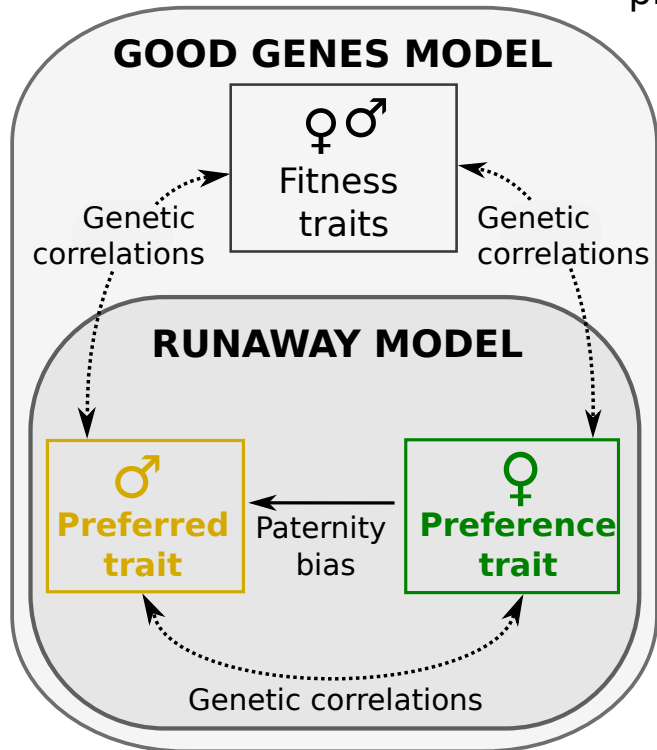 GOOD GENES MODEL
♀♂
Fitness
traits
Genetic
correlations
Genetic
correlations
RUNAWAY MODEL
♂
Preferred
trait
Paternity
bias
♀
Preference
trait
Genetic correlations